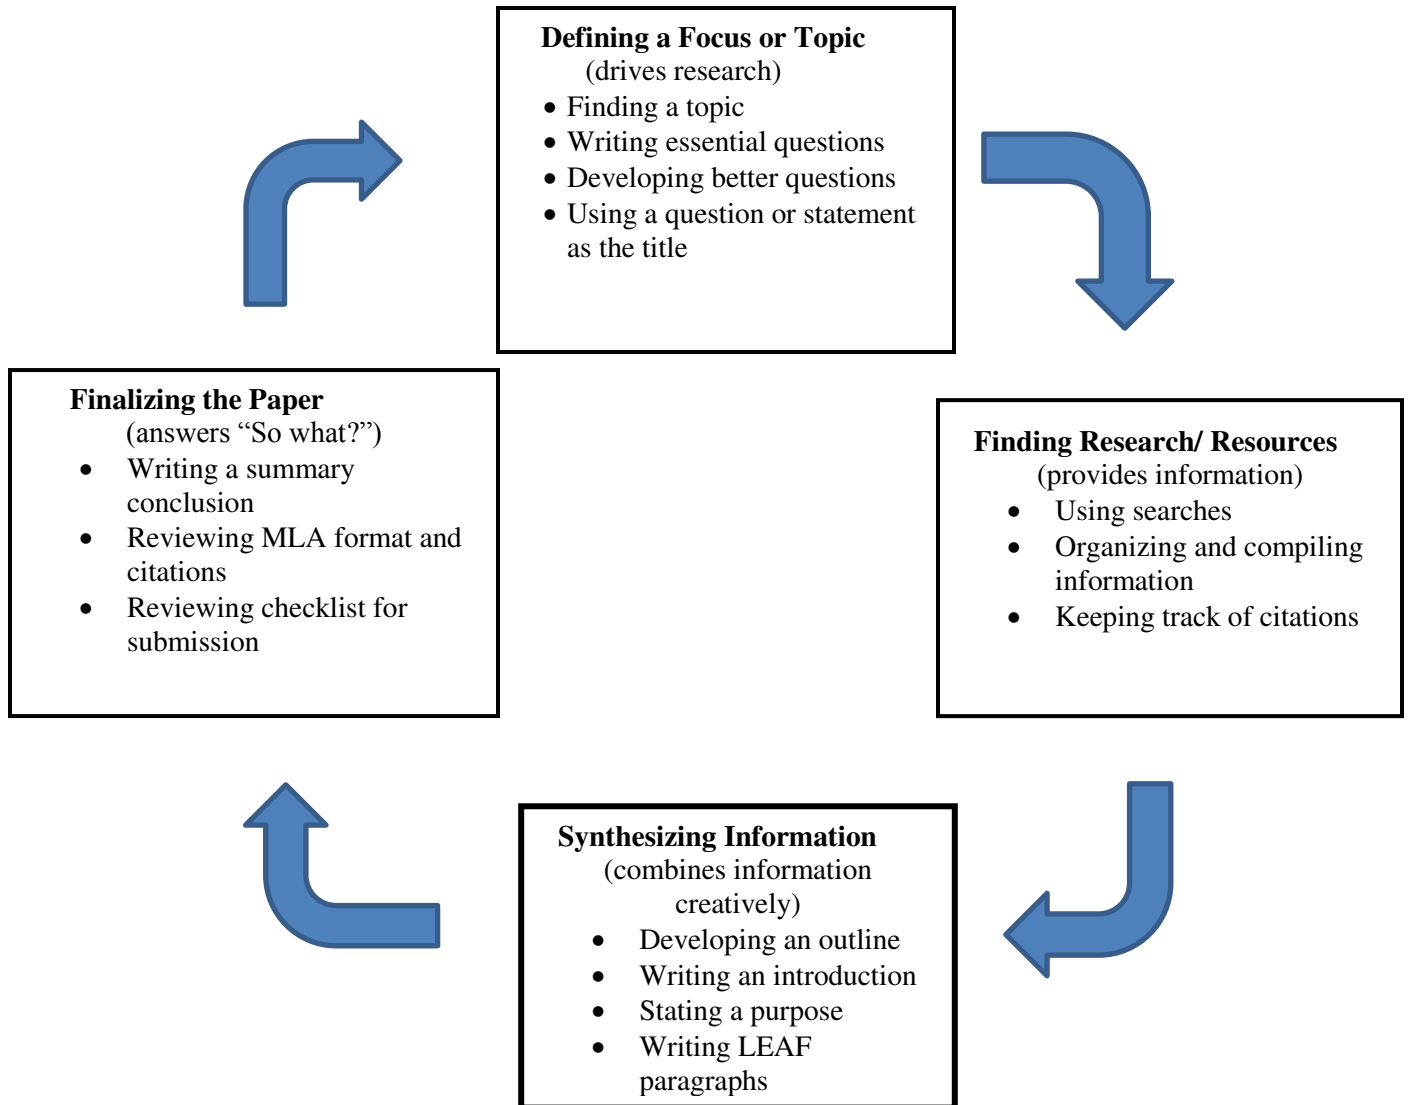 Defining a Focus or Topic
(drives research)
• Finding a topic
• Writing essential questions
• Developing better questions
• Using a question or statement
as the title
Finding Research/ Resources
(provides information)
• Using searches
• Organizing and compiling
information
• Keeping track of citations
Synthesizing Information
(combines information
creatively)
• Developing an outline
• Writing an introduction
• Stating a purpose
• Writing LEAF
paragraphs
Finalizing the Paper
(answers “So what?”)
• Writing a summary
conclusion
• Reviewing MLA format and
citations
• Reviewing checklist for
submission